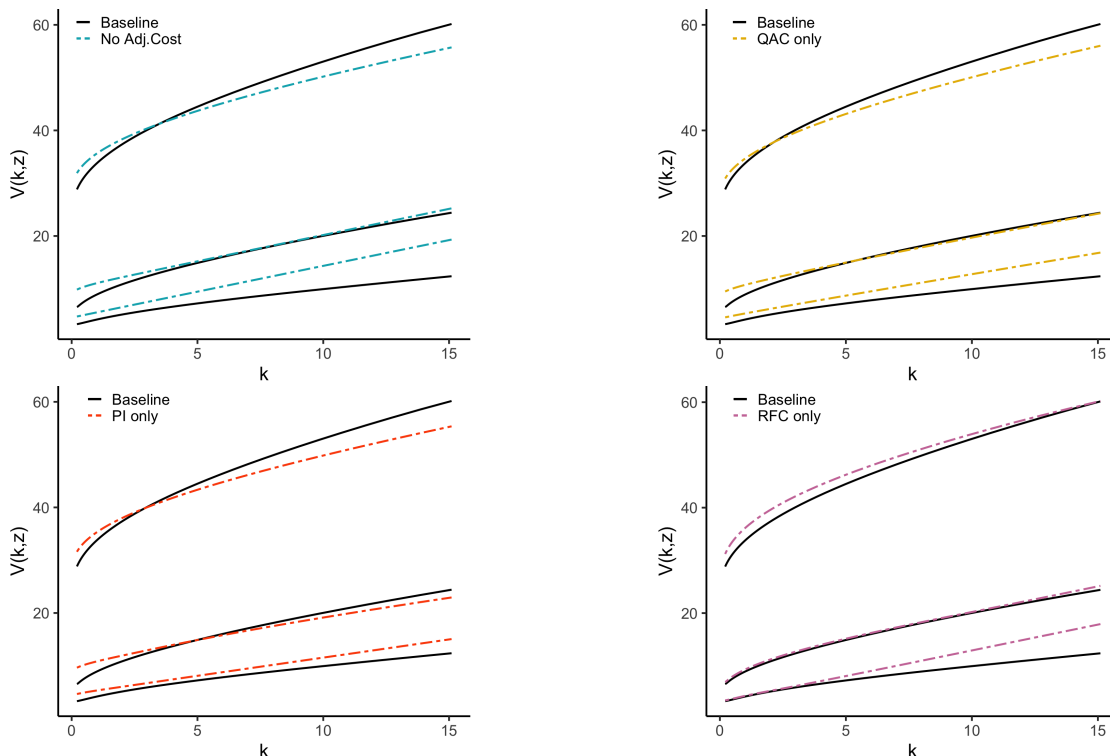 Baseline
No Adj.Cost
60
40
20
V(k,z)
0 5 10 15
k
Baseline
QAC only
60
40
20
V(k,z)
0 5 10 15
k
Baseline
PI only
60
40
20
V(k,z)
0 5 10 15
k
Baseline
RFC only
60
40
20
V(k,z)
0 5 10 15
k